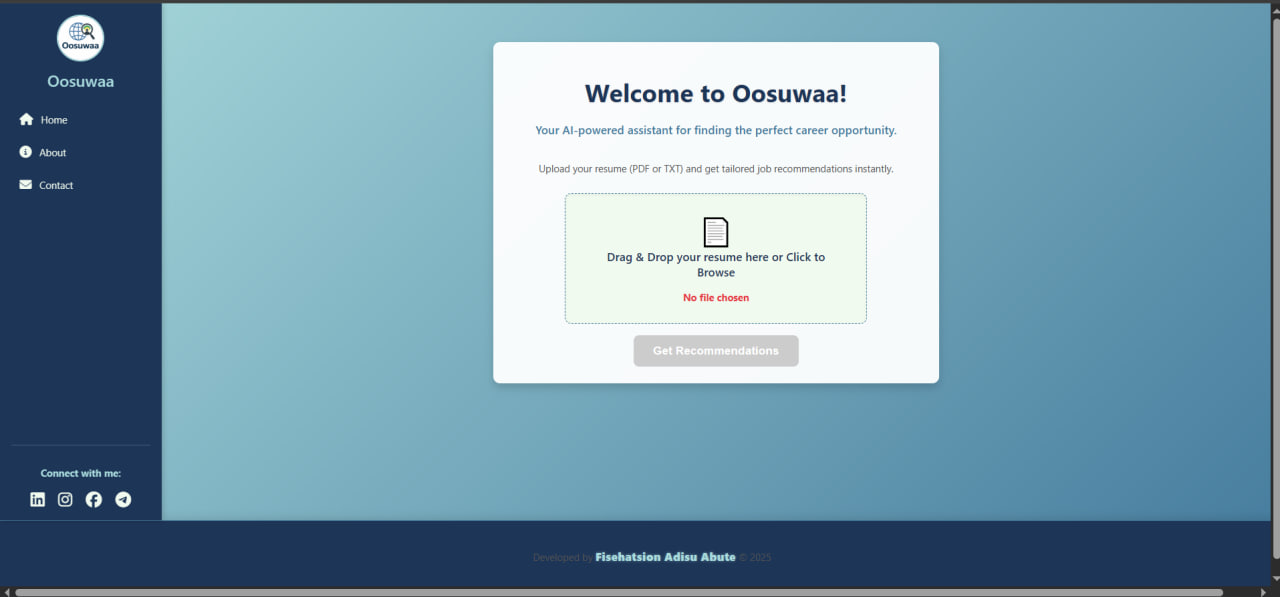 Oosuwaa
Oosuwaa
Home
About
Contact
Connect with me:
Welcome to Oosuwaa!
Your AI-powered assistant for finding the perfect career opportunity.
Upload your resume (PDF or TXT) and get tailored job recommendations instantly.
Drag & Drop your resume here or Click to
Browse
No file chosen
Get Recommendations
Developed by Fisehatsion Adisu Abute © 2025